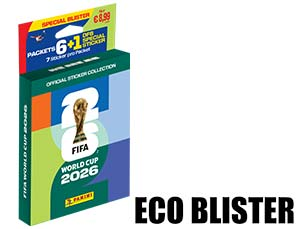 SPECIAL BLISTER
€ 8,99
PACKETS 6+1 DFB SPECIAL STICKER
7 Sticker pro Packet
OFFICIAL STICKER COLLECTION
26
FIFA
WORLD CUP
2026
PANINI
FIFA WORLD CUP 2026
ECO BLISTER